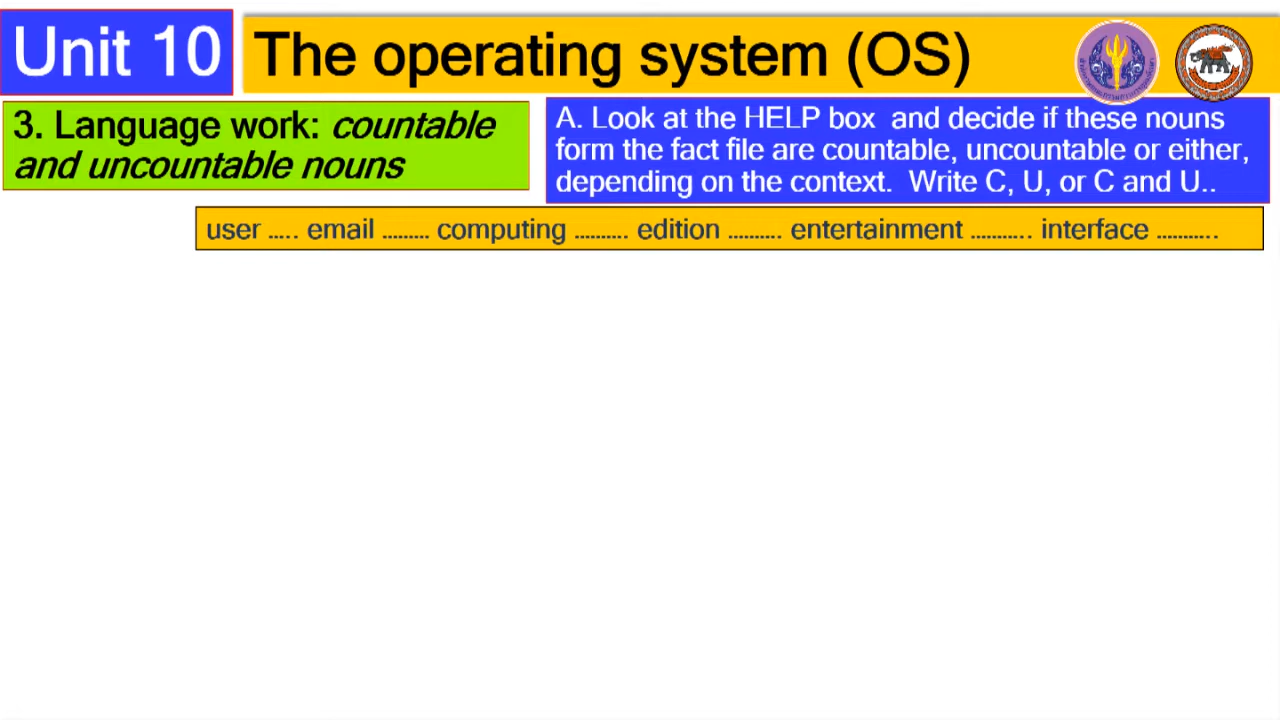 Unit 10
The operating system (OS)
3. Language work: countable
and uncountable nouns
A. Look at the HELP box  and decide if these nouns
form the fact file are countable, uncountable or either,
depending on the context.  Write C, U, or C and U..
user ….. email ……… computing ………. edition ………. entertainment ……….. interface ………..